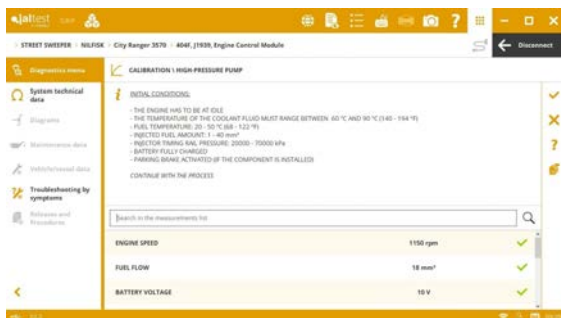 jaltest
?
STREET SWEEPER › NILFISK › City Ranger 3570 › 404F, J1939, Engine Control Module
Disconnect
Diagnostics menu
System technical data
Diagrams
Maintenance data
Vehicle/vessel data
Troubleshooting by symptoms
Releases and Procedures
CALIBRATION \ HIGH-PRESSURE PUMP
INITIAL CONDITIONS:
- THE ENGINE HAS TO BE AT IDLE
- THE TEMPERATURE OF THE COOLANT FLUID MUST RANGE BETWEEN 60 °C AND 90 °C (140 - 194 °F)
- FUEL TEMPERATURE: 20 - 50 °C (68 - 122 °F)
- INJECTED FUEL AMOUNT: 1 - 40 mm³
- INJECTOR TIMING RAIL PRESSURE: 20000 - 70000 kPa
- BATTERY FULLY CHARGED
- PARKING BRAKE ACTIVATED (IF THE COMPONENT IS INSTALLED)
CONTINUE WITH THE PROCESS
Search in the measurements list
ENGINE SPEED 1150 rpm
FUEL FLOW 18 mm³
BATTERY VOLTAGE 10 V
?